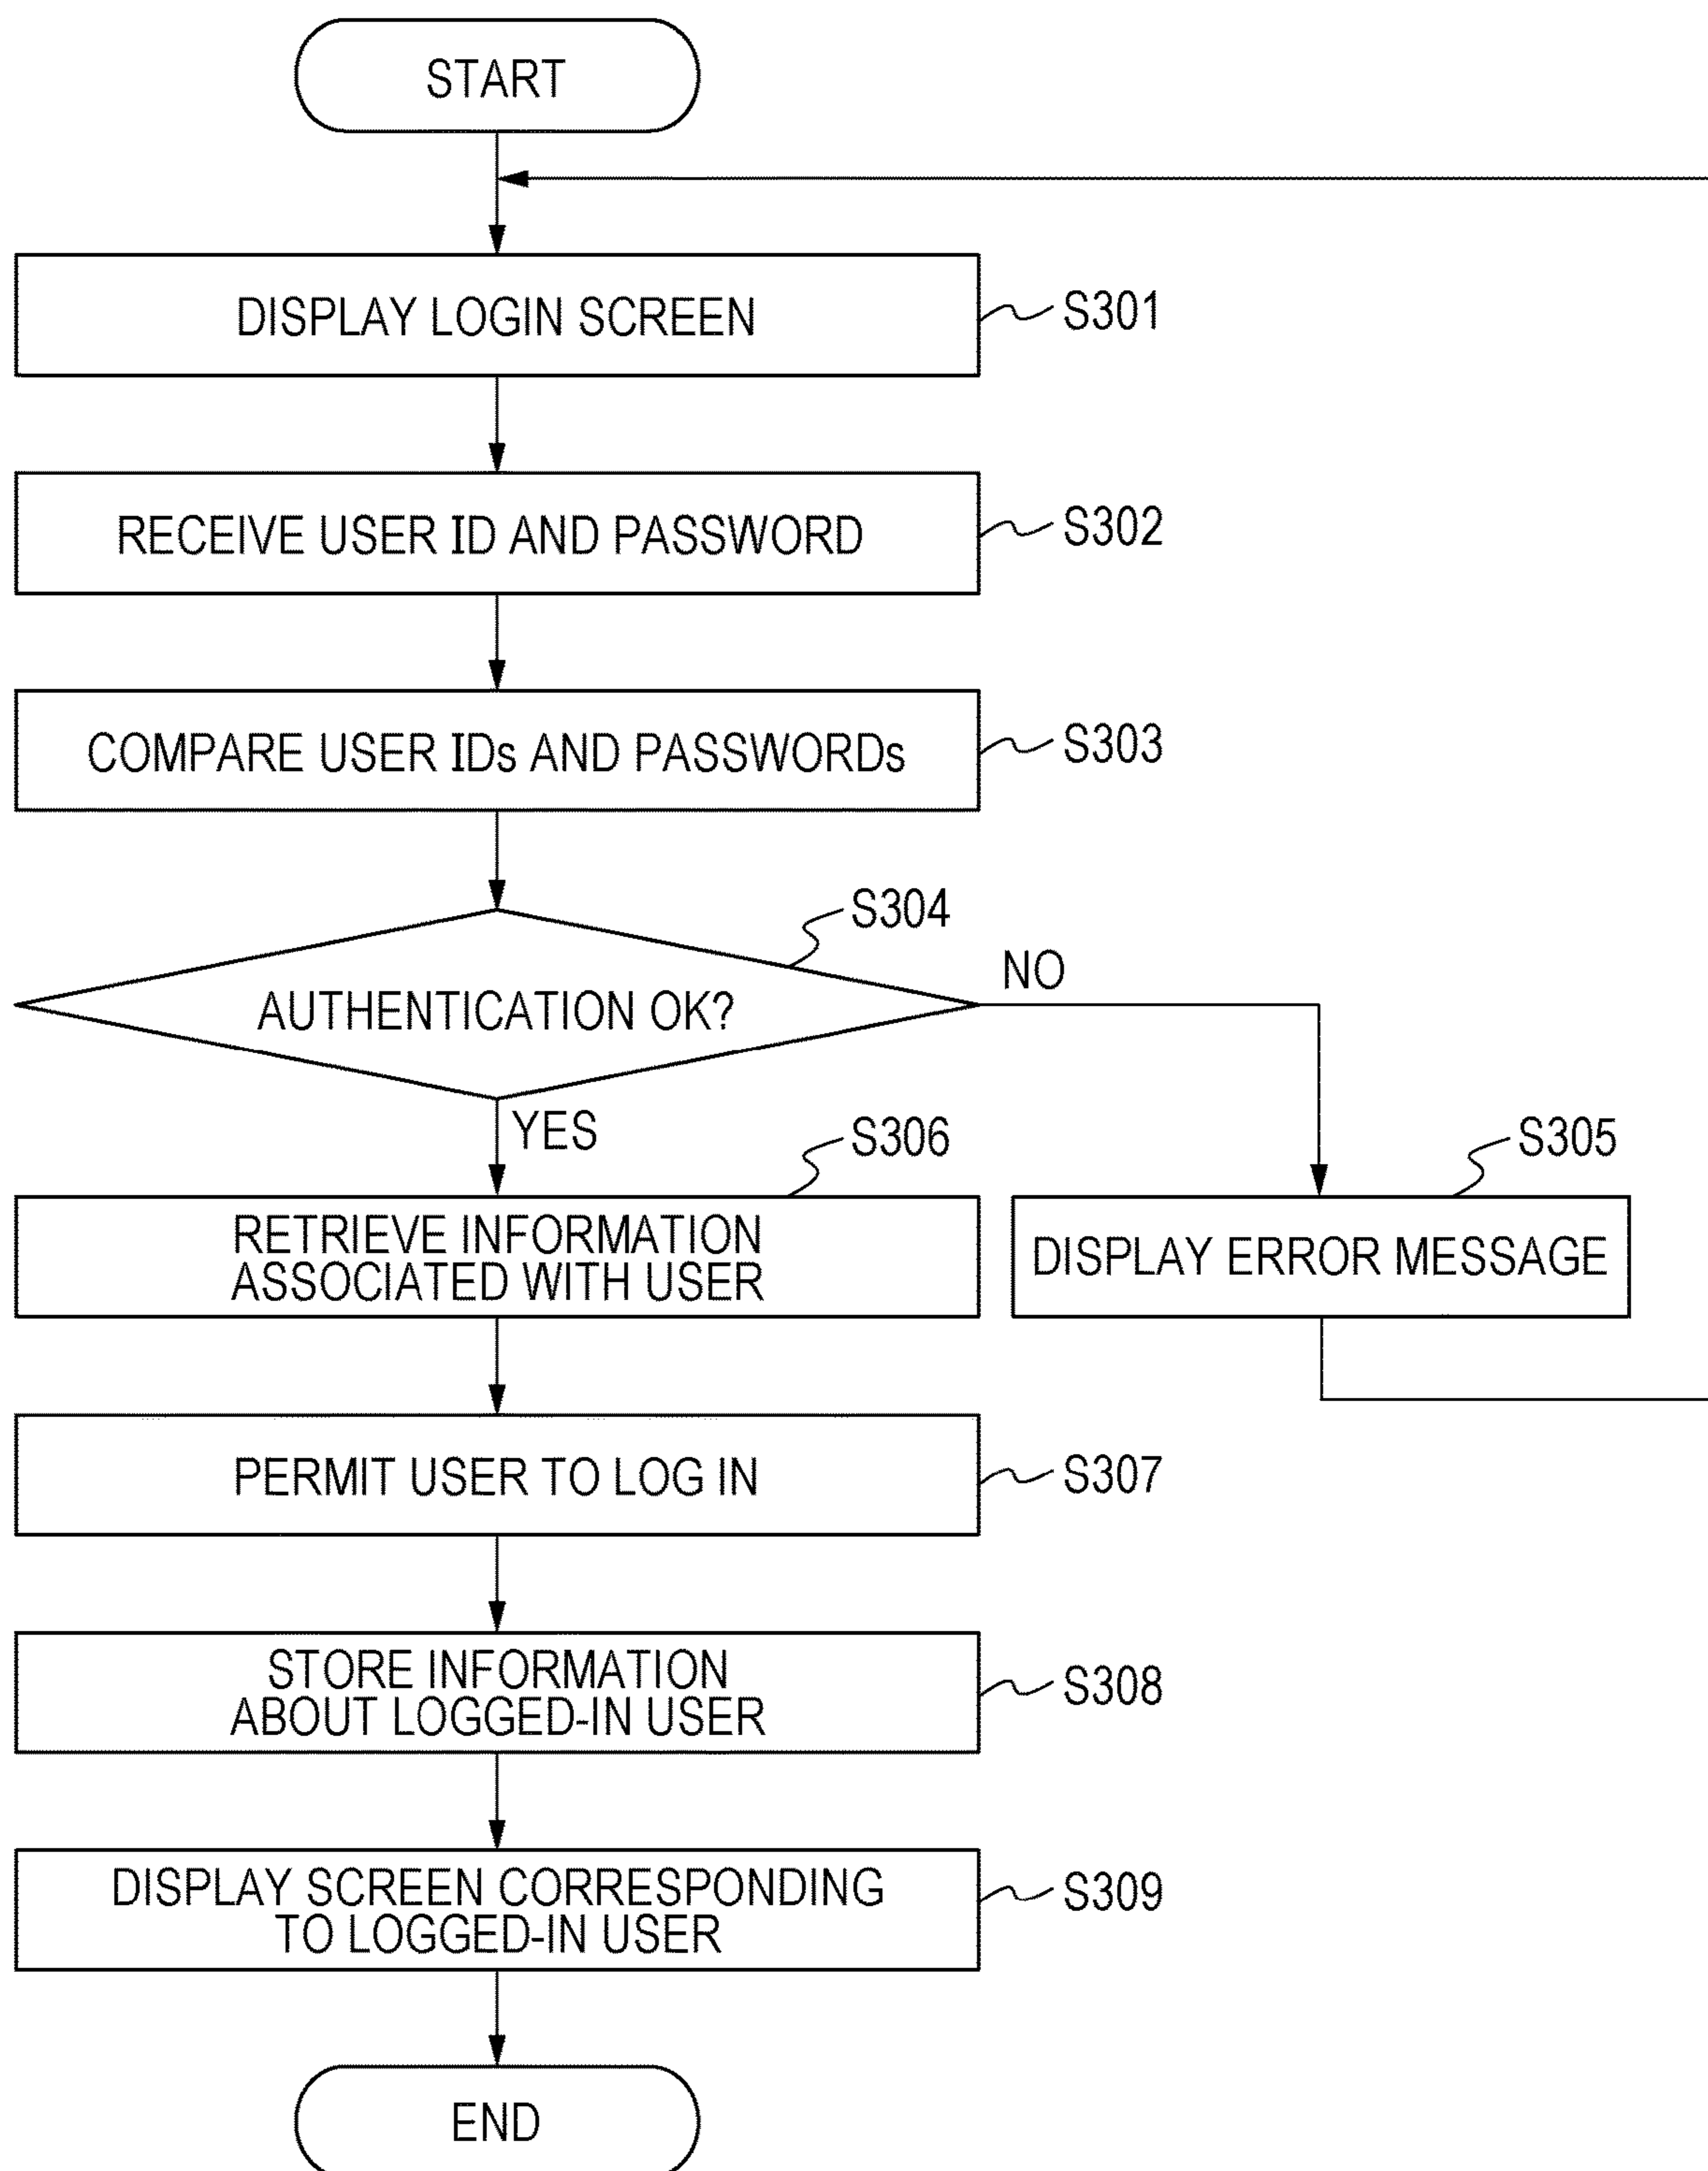 START
DISPLAY LOGIN SCREEN
S301
RECEIVE USER ID AND PASSWORD
S302
COMPARE USER IDs AND PASSWORDs
S303
S304
AUTHENTICATION OK?
NO
YES
S306
RETRIEVE INFORMATION
ASSOCIATED WITH USER
S305
DISPLAY ERROR MESSAGE
PERMIT USER TO LOG IN
S307
STORE INFORMATION
ABOUT LOGGED-IN USER
S308
DISPLAY SCREEN CORRESPONDING
TO LOGGED-IN USER
S309
END